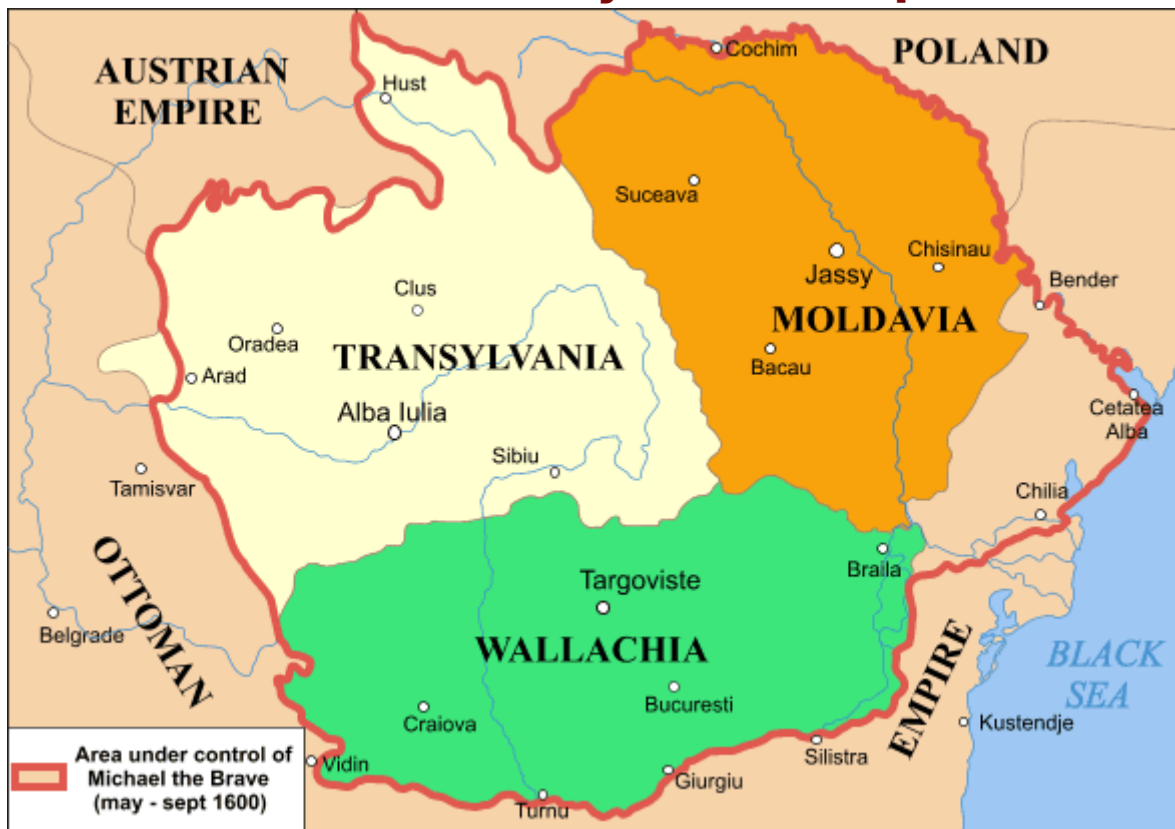 AUSTRIAN
EMPIRE
POLAND
Cochim
Hust
Suceava
Jassy
Chisinau
Bender
MOLDAVIA
Clus
Oradea
TRANSYLVANIA
Bacau
Arad
Alba Iulia
Cetatea
Alba
Sibiu
Tamisvar
Chilia
OTTOMAN
Braila
Targoviste
Belgrade
WALLACHIA
EMPIRE
BLACK
SEA
Bucuresti
Craiova
Kustendje
Silistra
Vidin
Giurgiu
Turnu
Area under control of
Michael the Brave
(may - sept 1600)